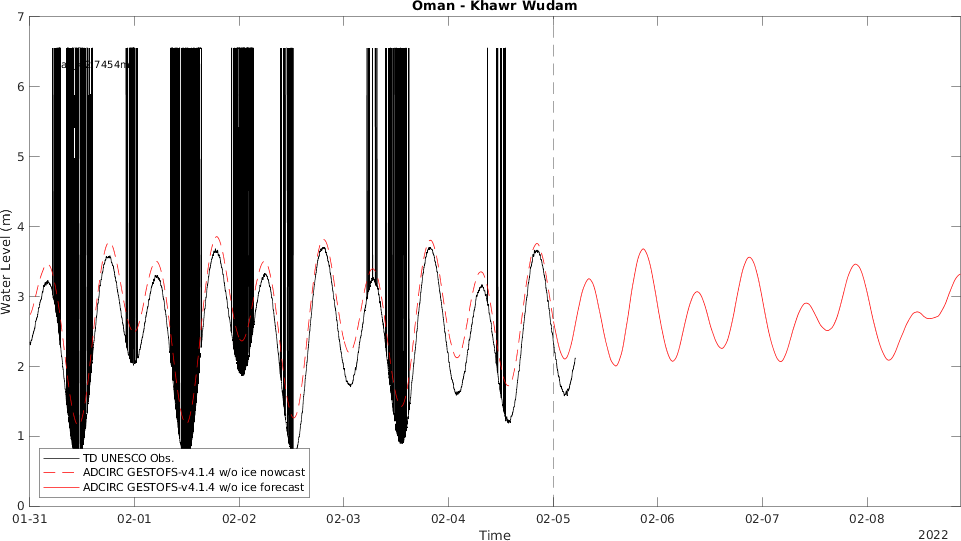 Oman - Khawr Wudam
7
6
5
4
3
2
1
0
Water Level (m)
2.7454m
TD UNESCO Obs.
ADCIRC GESTOFS-v4.1.4 w/o ice nowcast
ADCIRC GESTOFS-v4.1.4 w/o ice forecast
01-31 02-01 02-02 02-03 02-04 02-05 02-06 02-07 02-08
Time
2022